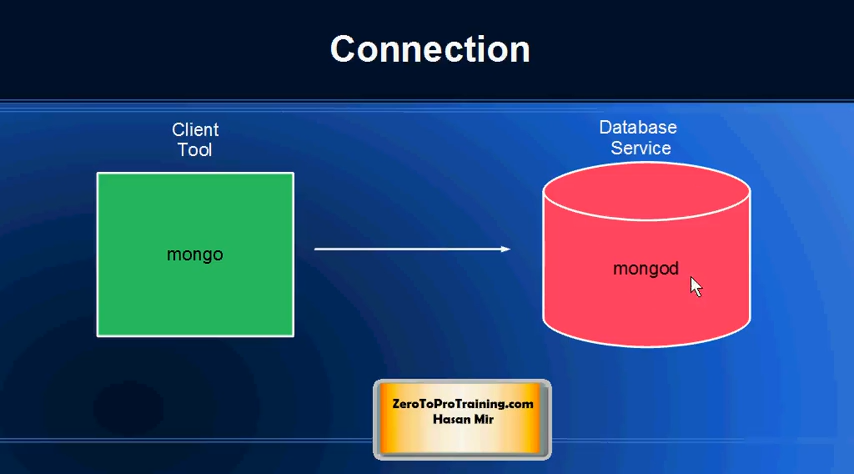 Connection
Client
Tool
Database
Service
mongo
mongod
ZeroToProTraining.com
Hasan Mir